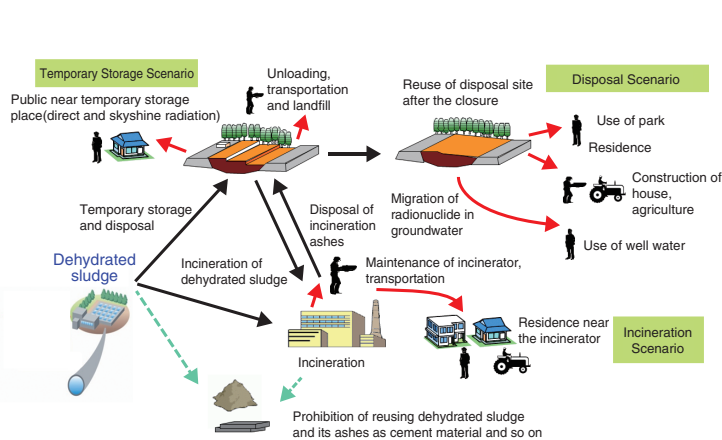 Temporary Storage Scenario
Public near temporary storage
place(direct and skyshine radiation)
Unloading,
transportation
and landfill
Reuse of disposal site
after the closure
Disposal Scenario
Use of park
Residence
Construction of
house,
agriculture
Use of well water
Migration of
radionuclide in
groundwater
Temporary storage
and disposal
Disposal of
incineration
ashes
Dehydrated
sludge
Incineration of
dehydrated sludge
Maintenance of incinerator,
transportation
Residence near
the incinerator
Incineration
Scenario
Incineration
Prohibition of reusing dehydrated sludge
and its ashes as cement material and so on